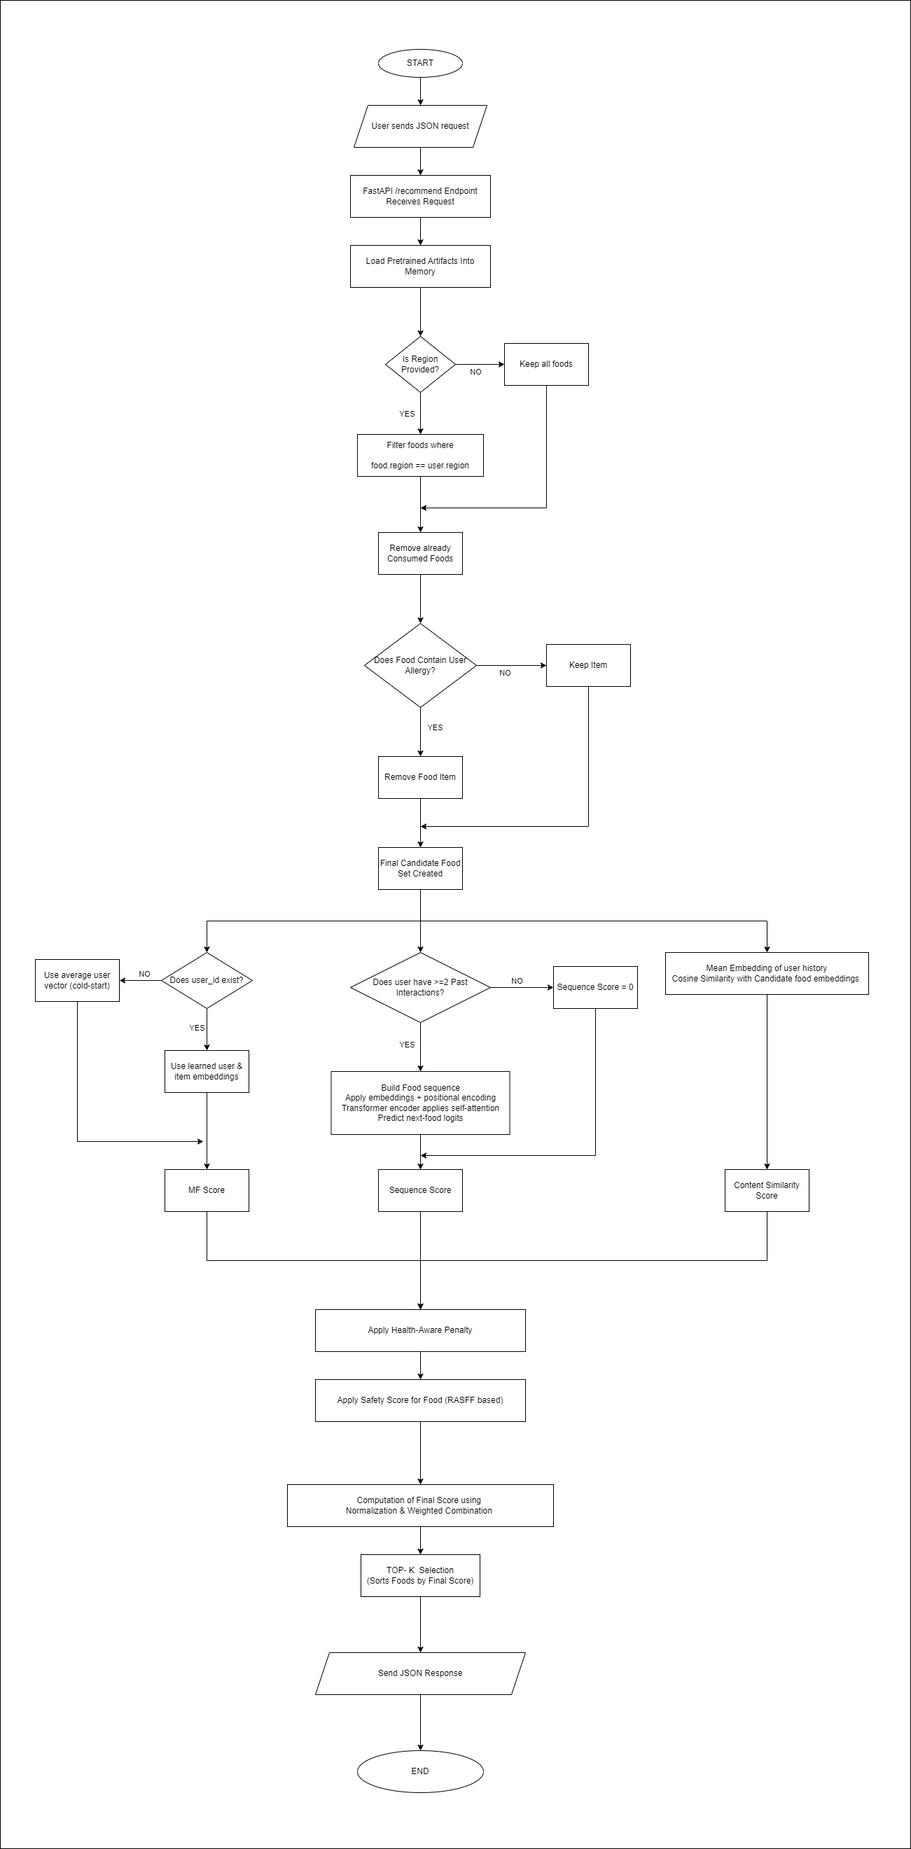 START
User sends JSON request
FastAPI /recommend Endpoint
Receives Request
Load Pretrained Artifacts Into
Memory
Is Region
Provided?
NO
Keep all foods
YES
Filter foods where
food.region == user.region
Remove already
Consumed Foods
Does Food Contain User
Allergy?
NO
Keep Item
YES
Remove Food Item
Final Candidate Food
Set Created
Does user_id exist?
NO
Use average user
vector (cold-start)
YES
Use learned user &
item embeddings
MF Score
Does user have >=2 Past
Interactions?
NO
Sequence Score = 0
YES
Build Food sequence
Apply embeddings + positional encoding
Transformer encoder applies self-attention
Predict next-food logits
Sequence Score
Mean Embedding of user history
Cosine Similarity with Candidate food embeddings
Content Similarity
Score
Apply Health-Aware Penalty
Apply Safety Score for Food (RASFF based)
Computation of Final Score using
Normalization & Weighted Combination
TOP- K  Selection
(Sorts Foods by Final Score)
Send JSON Response
END